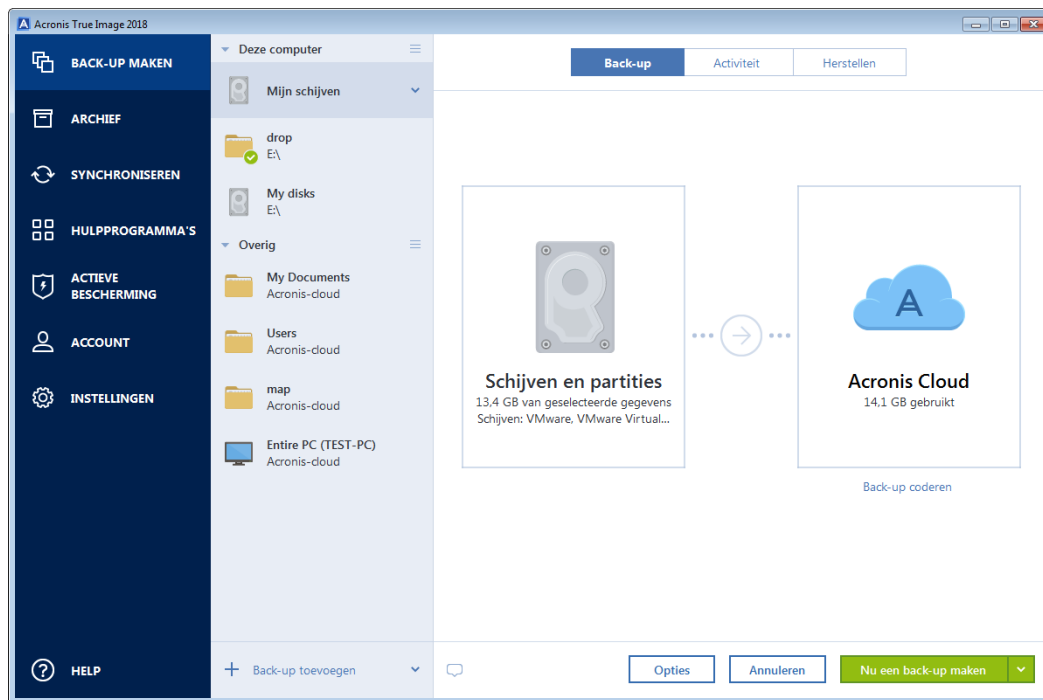 Acronis True Image 2018
BACK-UP MAKEN
ARCHIEF
SYNCHRONISEREN
HULPPROGRAMMA'S
ACTIEVE
BESCHERMING
ACCOUNT
INSTELLINGEN
HELP
Deze computer
Mijn schijven
drop
E:\
My disks
E:\
Overig
My Documents
Acronis-cloud
Users
Acronis-cloud
map
Acronis-cloud
Entire PC (TEST-PC)
Acronis-cloud
Back-up toevoegen
Back-up
Activiteit
Herstellen
Schijven en partities
13,4 GB van geselecteerde gegevens
Schijven: VMware, VMware Virtual...
Acronis Cloud
14,1 GB gebruikt
Back-up coderen
Opties
Annuleren
Nu een back-up maken